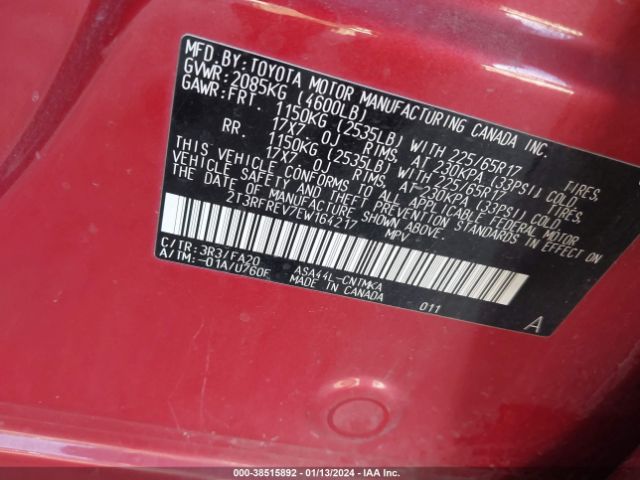 MFD.BY:TOYOTA MOTOR MANUFACTURING CANADA INC.
GVWR:2085KG (4600LB)
GAWR:FRT. 1150KG (2535LB) WITH 225/65R17 TIRES,
17X7.0J RIMS, AT 230KPA (33PSI) COLD
RR. 1150KG (2535LB) WITH 225/65R17 TIRES,
17X7.0J RIMS, AT 230KPA (33PSI) COLD
THIS VEHICLE CONFORMS TO ALL APPLICABLE FEDERAL MOTOR
VEHICLE SAFETY AND THEFT PREVENTION STANDARDS IN EFFECT ON
THE DATE OF MANUFACTURE SHOWN ABOVE.
2T3RFREV7EW164217 MPV
C/TR:3R3/FA20 ASA44L-CNTMKA
A/TM:-01A/U760F MADE IN CANADA 011
A
000-38515892 - 01/13/2024 - IAA Inc.